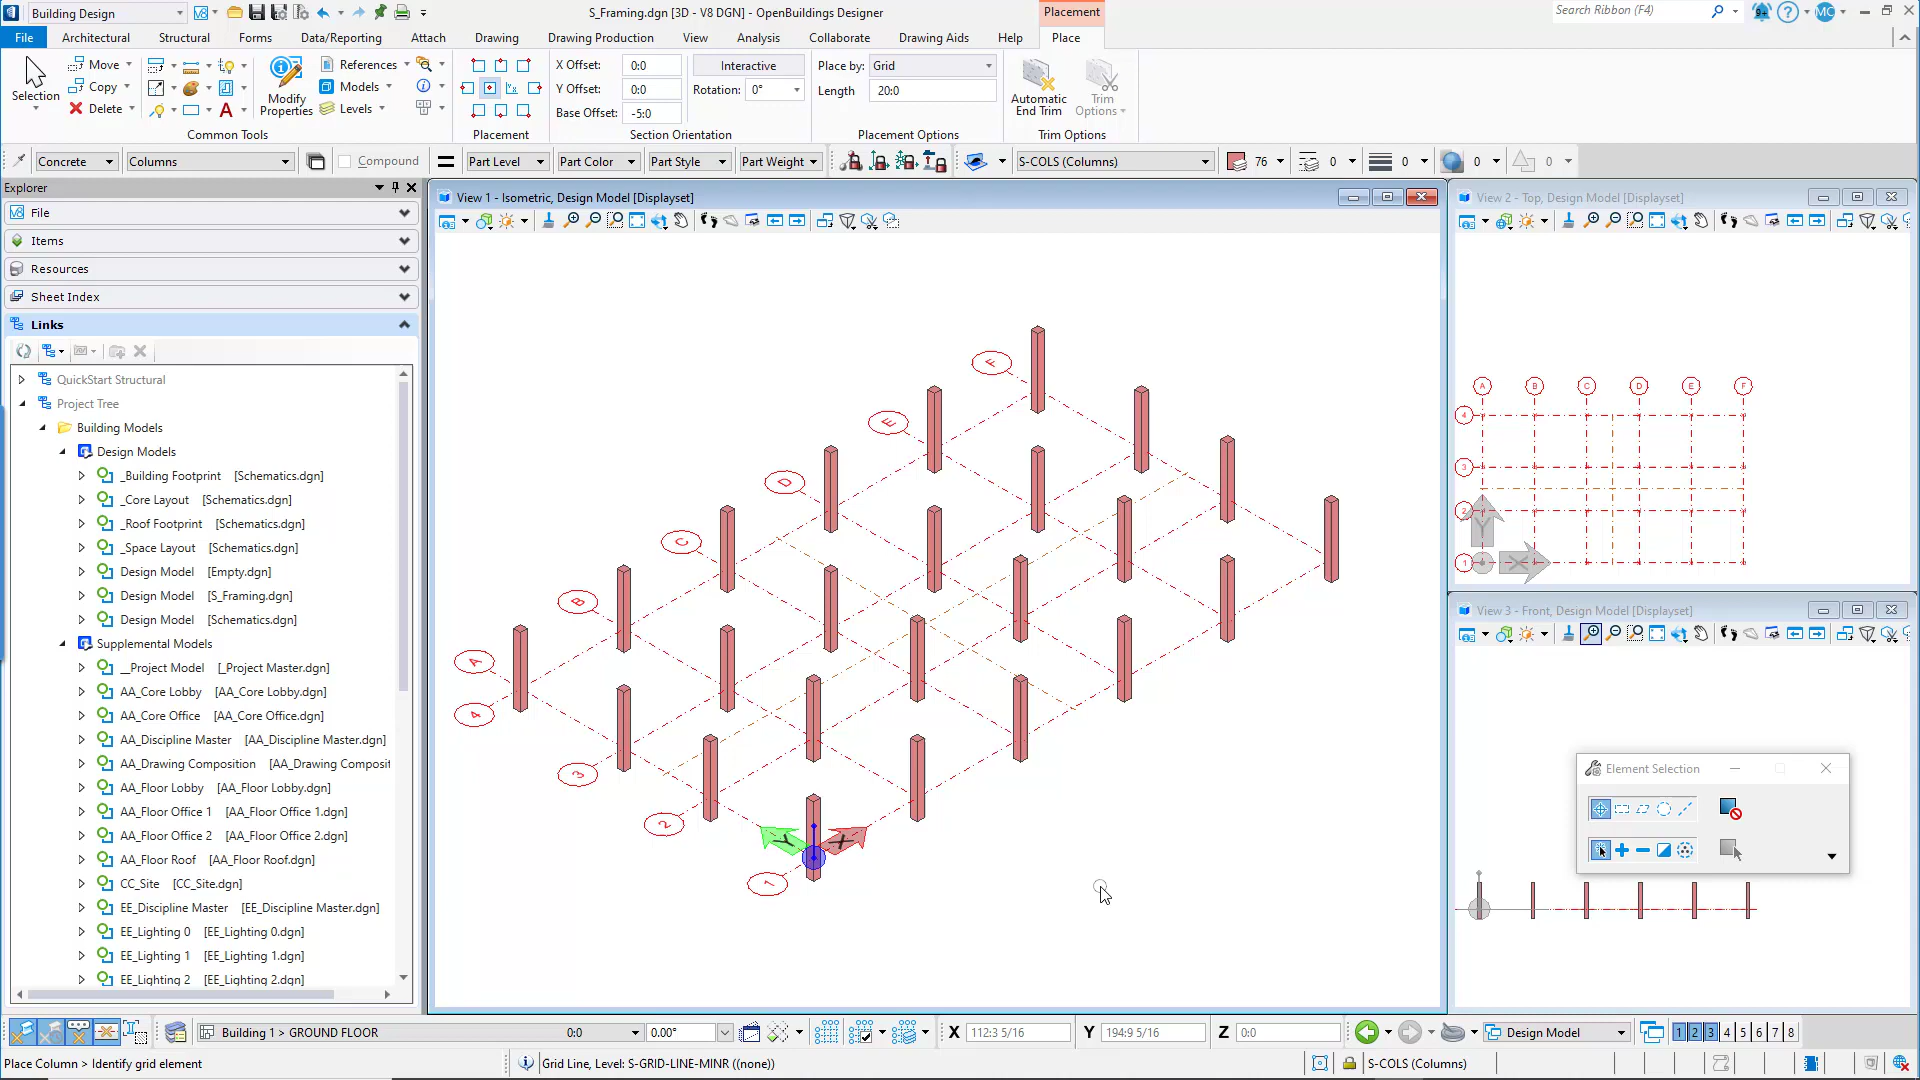 Building Design
S_Framing.dgn [3D - V8 DGN] - OpenBuildings Designer
Placement
Search Ribbon (F4)
MC
File
Architectural
Structural
Forms
Data/Reporting
Attach
Drawing
Drawing Production
View
Analysis
Collaborate
Drawing Aids
Help
Place
Selection
Move
Copy
Delete
Modify
Properties
References
Models
Levels
Common Tools
Placement
X Offset: 0:0
Y Offset: 0:0
Base Offset: -5:0
Interactive
Rotation: 0°
Section Orientation
Place by: Grid
Length 20:0
Placement Options
Automatic
End Trim
Trim
Options
Trim Options
Concrete
Columns
Compound
Part Level
Part Color
Part Style
Part Weight
S-COLS (Columns)
76
0
0
0
0
Explorer
File
Items
Resources
Sheet Index
Links
QuickStart Structural
Project Tree
Building Models
Design Models
_Building Footprint [Schematics.dgn]
_Core Layout [Schematics.dgn]
_Roof Footprint [Schematics.dgn]
_Space Layout [Schematics.dgn]
Design Model [Empty.dgn]
Design Model [S_Framing.dgn]
Design Model [Schematics.dgn]
Supplemental Models
__Project Model [_Project Master.dgn]
AA_Core Lobby [AA_Core Lobby.dgn]
AA_Core Office [AA_Core Office.dgn]
AA_Discipline Master [AA_Discipline Master.dgn]
AA_Drawing Composition [AA_Drawing Composit
AA_Floor Lobby [AA_Floor Lobby.dgn]
AA_Floor Office 1 [AA_Floor Office 1.dgn]
AA_Floor Office 2 [AA_Floor Office 2.dgn]
AA_Floor Roof [AA_Floor Roof.dgn]
CC_Site [CC_Site.dgn]
EE_Discipline Master [EE_Discipline Master.dgn]
EE_Lighting 0 [EE_Lighting 0.dgn]
EE_Lighting 1 [EE_Lighting 1.dgn]
EE_Lighting 2 [EE_Lighting 2.dgn]
View 1 - Isometric, Design Model [Displayset]
F
E
D
C
B
A
4
3
2
1
Y
X
View 2 - Top, Design Model [Displayset]
A
B
C
D
E
F
4
3
2
1
Y
X
View 3 - Front, Design Model [Displayset]
Element Selection
Building 1 > GROUND FLOOR
0:0
0.00°
X 112:3 5/16
Y 194:9 5/16
Z 0:0
Design Model
1 2 3 4 5 6 7 8
Place Column > Identify grid element
Grid Line, Level: S-GRID-LINE-MINR ((none))
S-COLS (Columns)